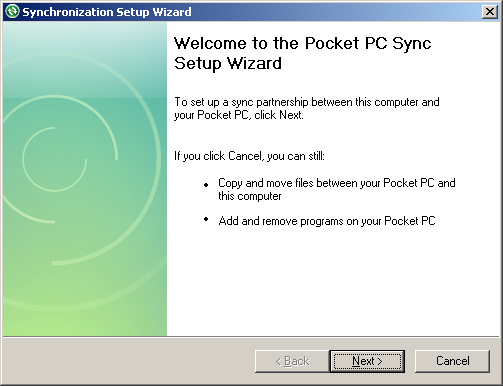 Synchronization Setup Wizard
Welcome to the Pocket PC Sync
Setup Wizard
To set up a sync partnership between this computer and
your Pocket PC, click Next.
If you click Cancel, you can still:
• Copy and move files between your Pocket PC and
this computer
• Add and remove programs on your Pocket PC
< Back
Next >
Cancel